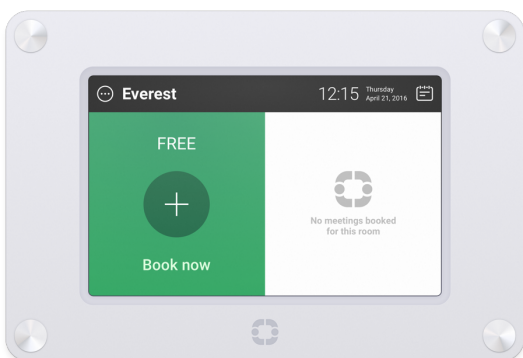 Everest
12:15
Thursday
April 21, 2016
FREE
Book now
No meetings booked
for this room